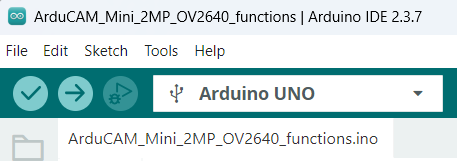 ArduCAM_Mini_2MP_OV2640_functions | Arduino IDE 2.3.7
File Edit Sketch Tools Help
Arduino UNO
ArduCAM_Mini_2MP_OV2640_functions.ino